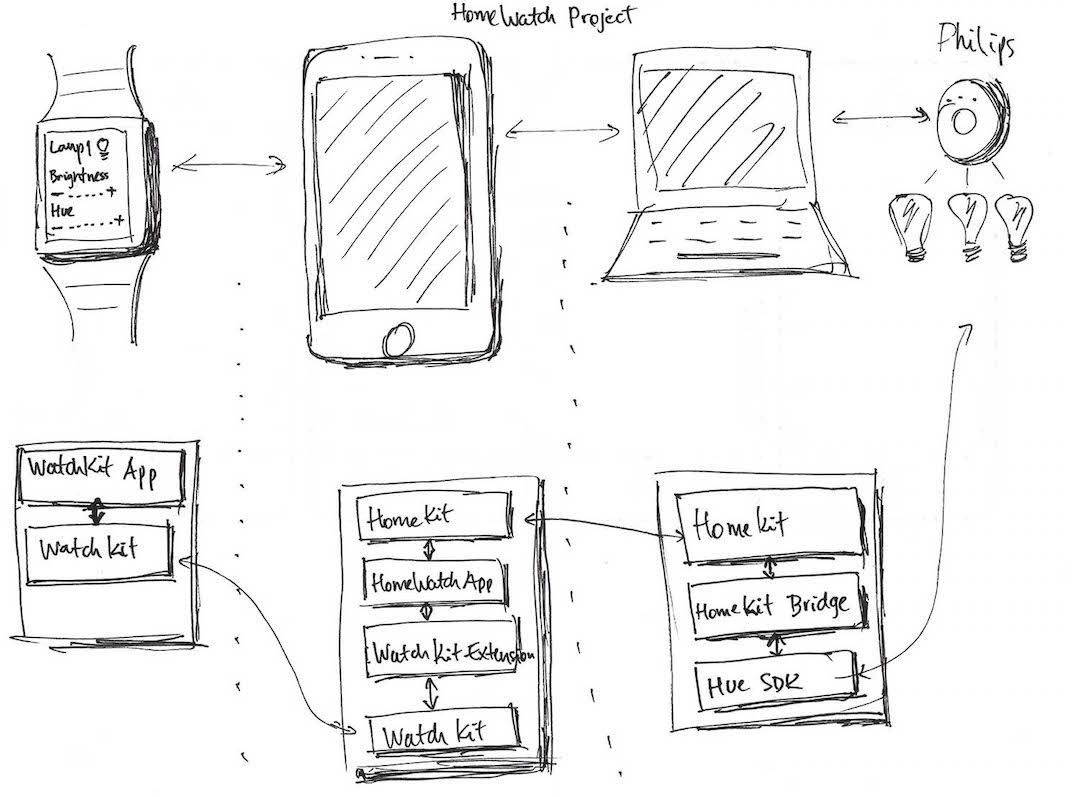 HomeWatch Project
Philips
Lamp1
Brightness
- ...... +
Hue
- ...... +
WatchKit App
WatchKit
HomeKit
HomeWatch App
WatchKit Extension
WatchKit
HomeKit
HomeKit Bridge
Hue SDK